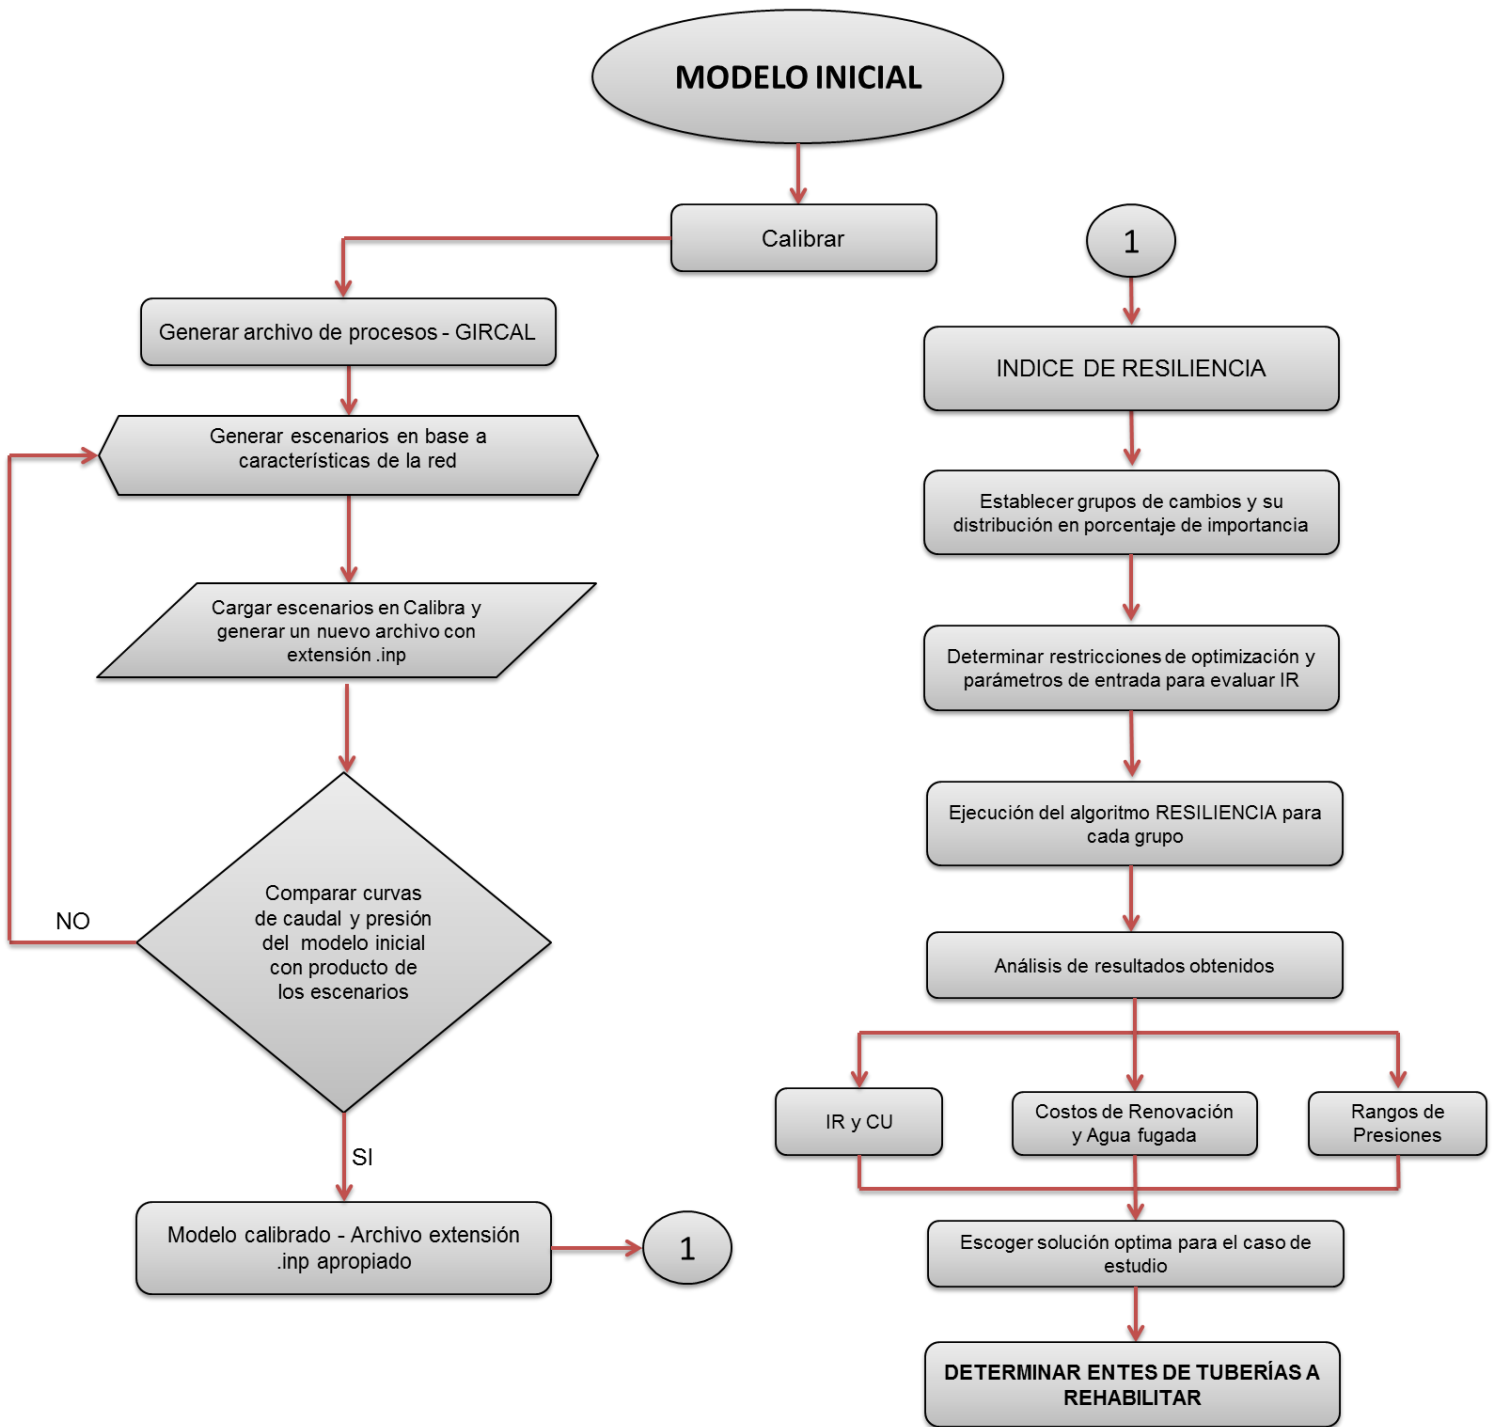 MODELO INICIAL
Calibrar
Generar archivo de procesos - GIRCAL
Generar escenarios en base a
características de la red
Cargar escenarios en Calibra y
generar un nuevo archivo con
extensión .inp
Comparar curvas
de caudal y presión
del modelo inicial
con producto de
los escenarios
NO
SI
Modelo calibrado - Archivo extensión
.inp apropiado
1
1
INDICE DE RESILIENCIA
Establecer grupos de cambios y su
distribución en porcentaje de importancia
Determinar restricciones de optimización y
parámetros de entrada para evaluar IR
Ejecución del algoritmo RESILIENCIA para
cada grupo
Análisis de resultados obtenidos
IR y CU
Costos de Renovación
y Agua fugada
Rangos de
Presiones
Escoger solución optima para el caso de
estudio
DETERMINAR ENTES DE TUBERÍAS A
REHABILITAR